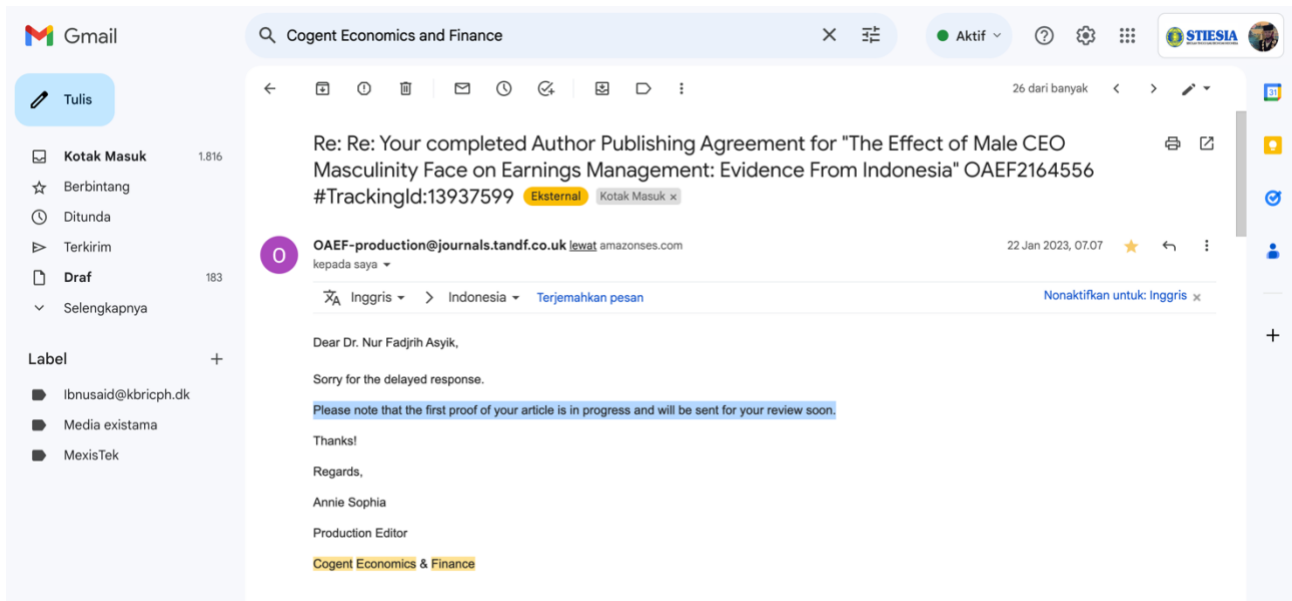 Gmail
Cogent Economics and Finance
Aktif
STIESIA
Tulis
26 dari banyak
Kotak Masuk 1.816
Berbintang
Ditunda
Terkirim
Draf 183
Selengkapnya
Label
Ibnusaid@kbricph.dk
Media existama
MexisTek
Re: Re: Your completed Author Publishing Agreement for "The Effect of Male CEO
Masculinity Face on Earnings Management: Evidence From Indonesia" OAEF2164556
#TrackingId:13937599 Eksternal Kotak Masuk x
O
OAEF-production@journals.tandf.co.uk lewat amazonses.com
22 Jan 2023, 07.07
kepada saya
Inggris > Indonesia Terjemahkan pesan
Nonaktifkan untuk: Inggris x
Dear Dr. Nur Fadjrih Asyik,
Sorry for the delayed response.
Please note that the first proof of your article is in progress and will be sent for your review soon.
Thanks!
Regards,
Annie Sophia
Production Editor
Cogent Economics & Finance
31